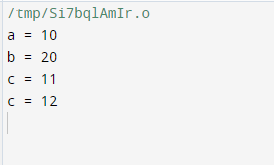 /tmp/Si7bqlAmIr.o
a = 10
b = 20
c = 11
c = 12